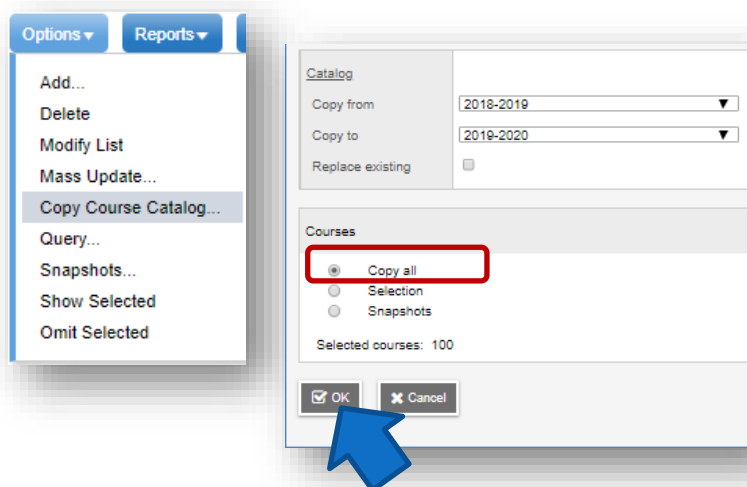 Options
Reports
Add...
Delete
Modify List
Mass Update...
Copy Course Catalog...
Query...
Snapshots...
Show Selected
Omit Selected
Catalog
Copy from 2018-2019
Copy to 2019-2020
Replace existing
Courses
Copy all
Selection
Snapshots
Selected courses: 100
OK
Cancel